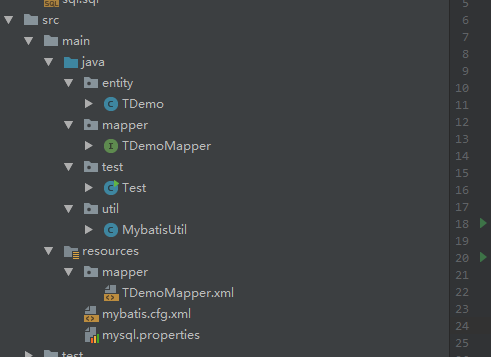 sql.sql
src
main
java
entity
TDemo
mapper
TDemoMapper
test
Test
util
MybatisUtil
resources
mapper
TDemoMapper.xml
mybatis.cfg.xml
mysql.properties
test
5
6
7
8
9
10
11
12
13
14
15
16
17
18
19
20
21
22
23
24
25